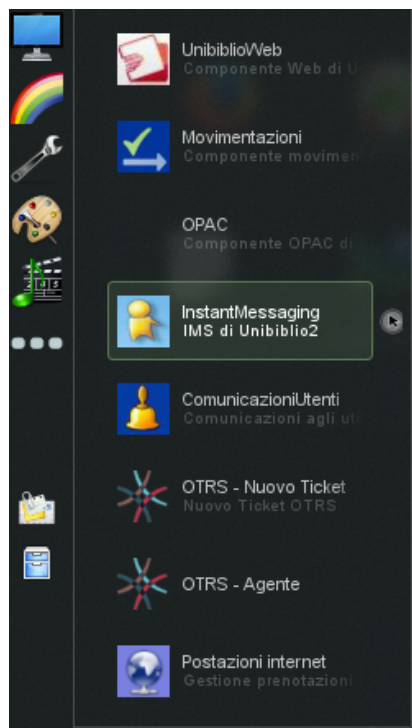 UnibiblioWeb
Componente Web di U
Movimentazioni
Componente movimen
OPAC
Componente OPAC di
InstantMessaging
IMS di Unibiblio2
ComunicazioniUtenti
Comunicazioni agli ute
OTRS - Nuovo Ticket
Nuovo Ticket OTRS
OTRS - Agente
Postazioni internet
Gestione prenotazioni